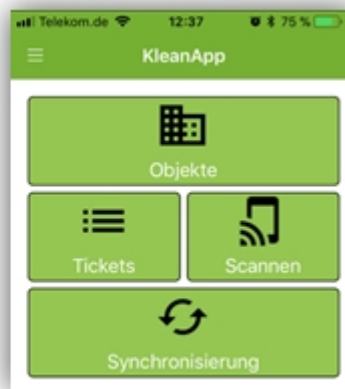 Telekom.de 12:37 75 %
KleanApp
Objekte
Tickets Scannen
Synchronisierung